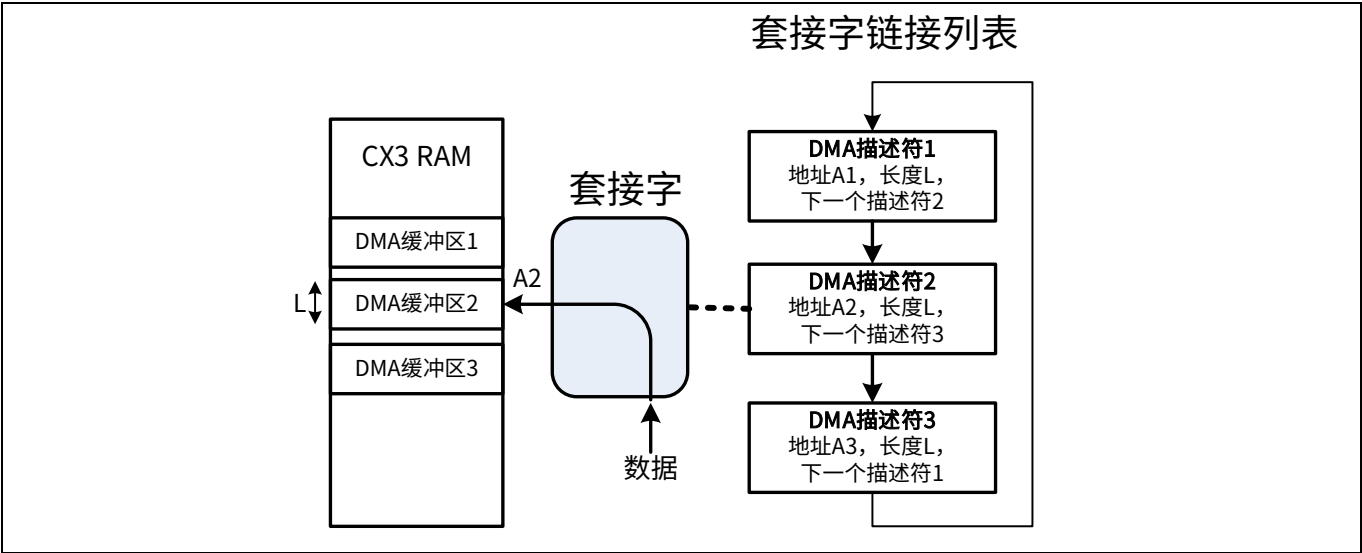 套接字链接列表
CX3 RAM
DMA缓冲区1
DMA缓冲区2
DMA缓冲区3
L
A2
套接字
数据
DMA描述符1
地址A1，长度L，
下一个描述符2
DMA描述符2
地址A2，长度L，
下一个描述符3
DMA描述符3
地址A3，长度L，
下一个描述符1